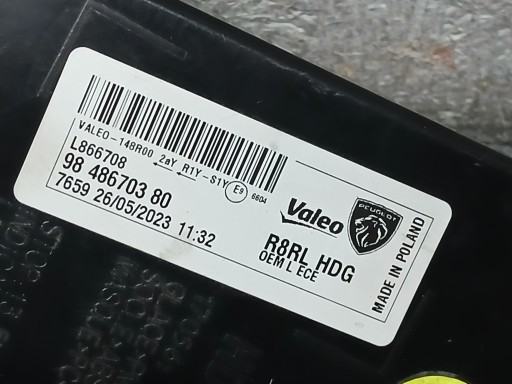 VALEO-148R00 2aY R1Y-S1Y E9 6604
L866708
98 486703 80
7659 26/05/2023 11:32
Valeo
PEUGEOT
R8RL HDG
OEM L ECE
MADE IN POLAND